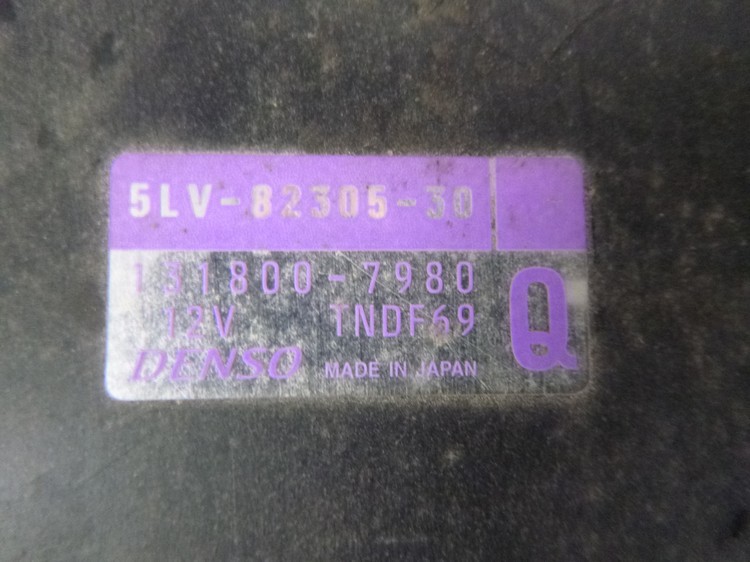 5LV-82305-30
131800-7980
12V TNDF69
DENSO MADE IN JAPAN
Q